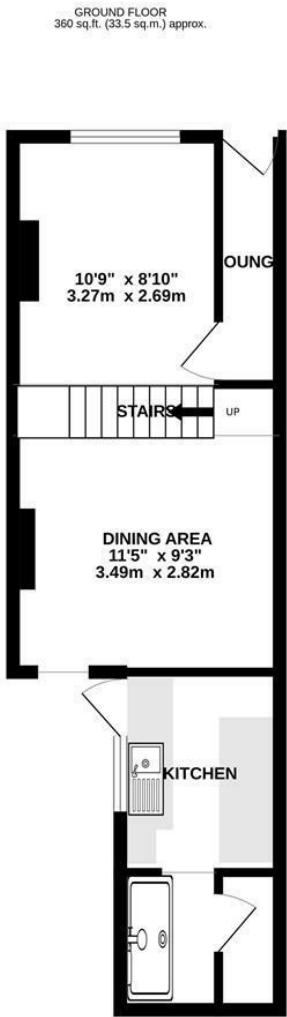 GROUND FLOOR
360 sq.ft. (33.5 sq.m.) approx.
OUNG
10'9" x 8'10"
3.27m x 2.69m
STAIRS
UP
DINING AREA
11'5" x 9'3"
3.49m x 2.82m
KITCHEN